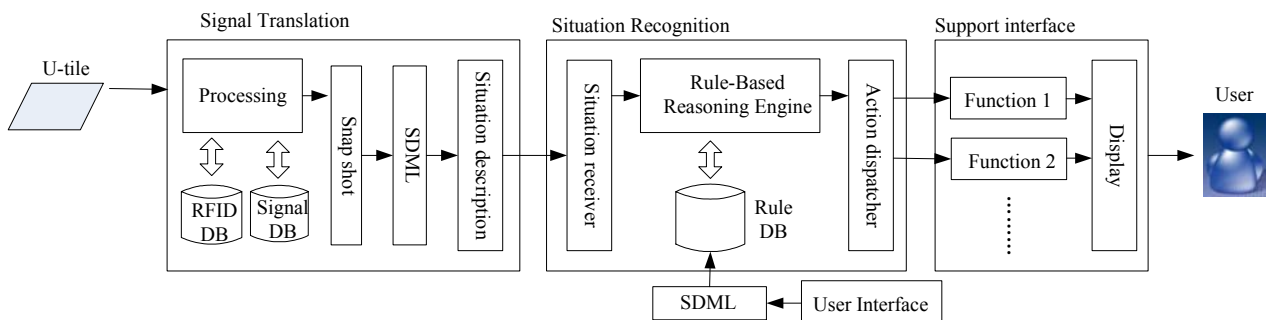 Signal Translation
Situation Recognition
Support interface
U-tile
Processing
RFID
DB
Signal
DB
Snap shot
SDML
Situation description
Situation receiver
Rule-Based
Reasoning Engine
Rule
DB
Action dispatcher
Function 1
Function 2
Display
User
SDML
User Interface